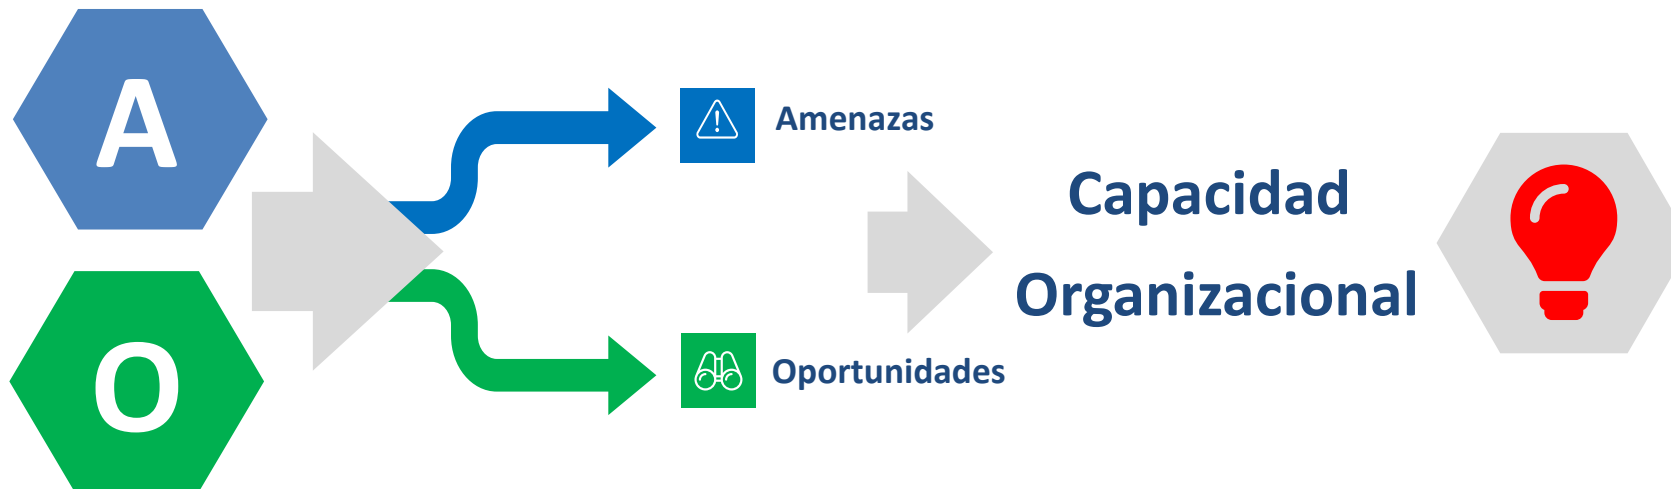 A
O
Amenazas
Oportunidades
Capacidad
Organizacional